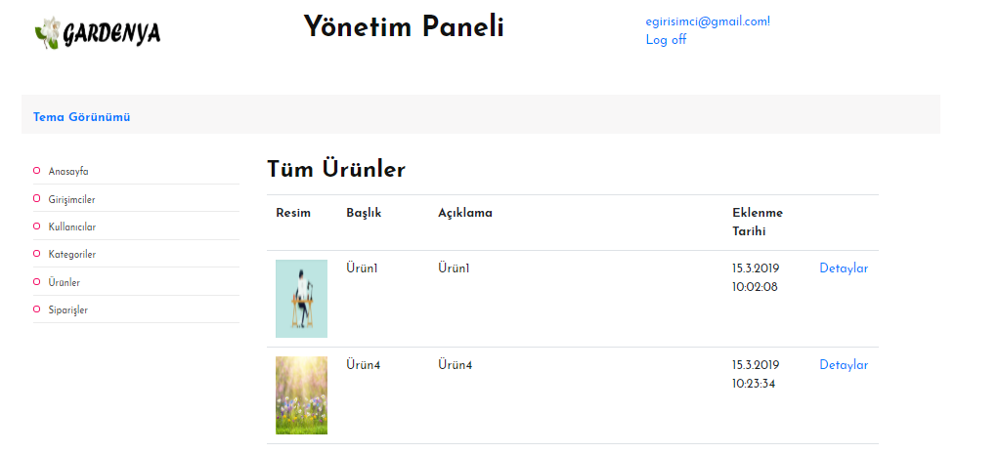 GARDENYA
Yönetim Paneli
egirisimci@gmail.com!
Log off
Tema Görünümü
Anasayfa
Girişimciler
Kullanıcılar
Kategoriler
Ürünler
Siparişler
Tüm Ürünler
Resim Başlık Açıklama Eklenme
Tarihi
Ürün1 Ürün1 15.3.2019 Detaylar
10:02:08
Ürün4 Ürün4 15.3.2019 Detaylar
10:23:34